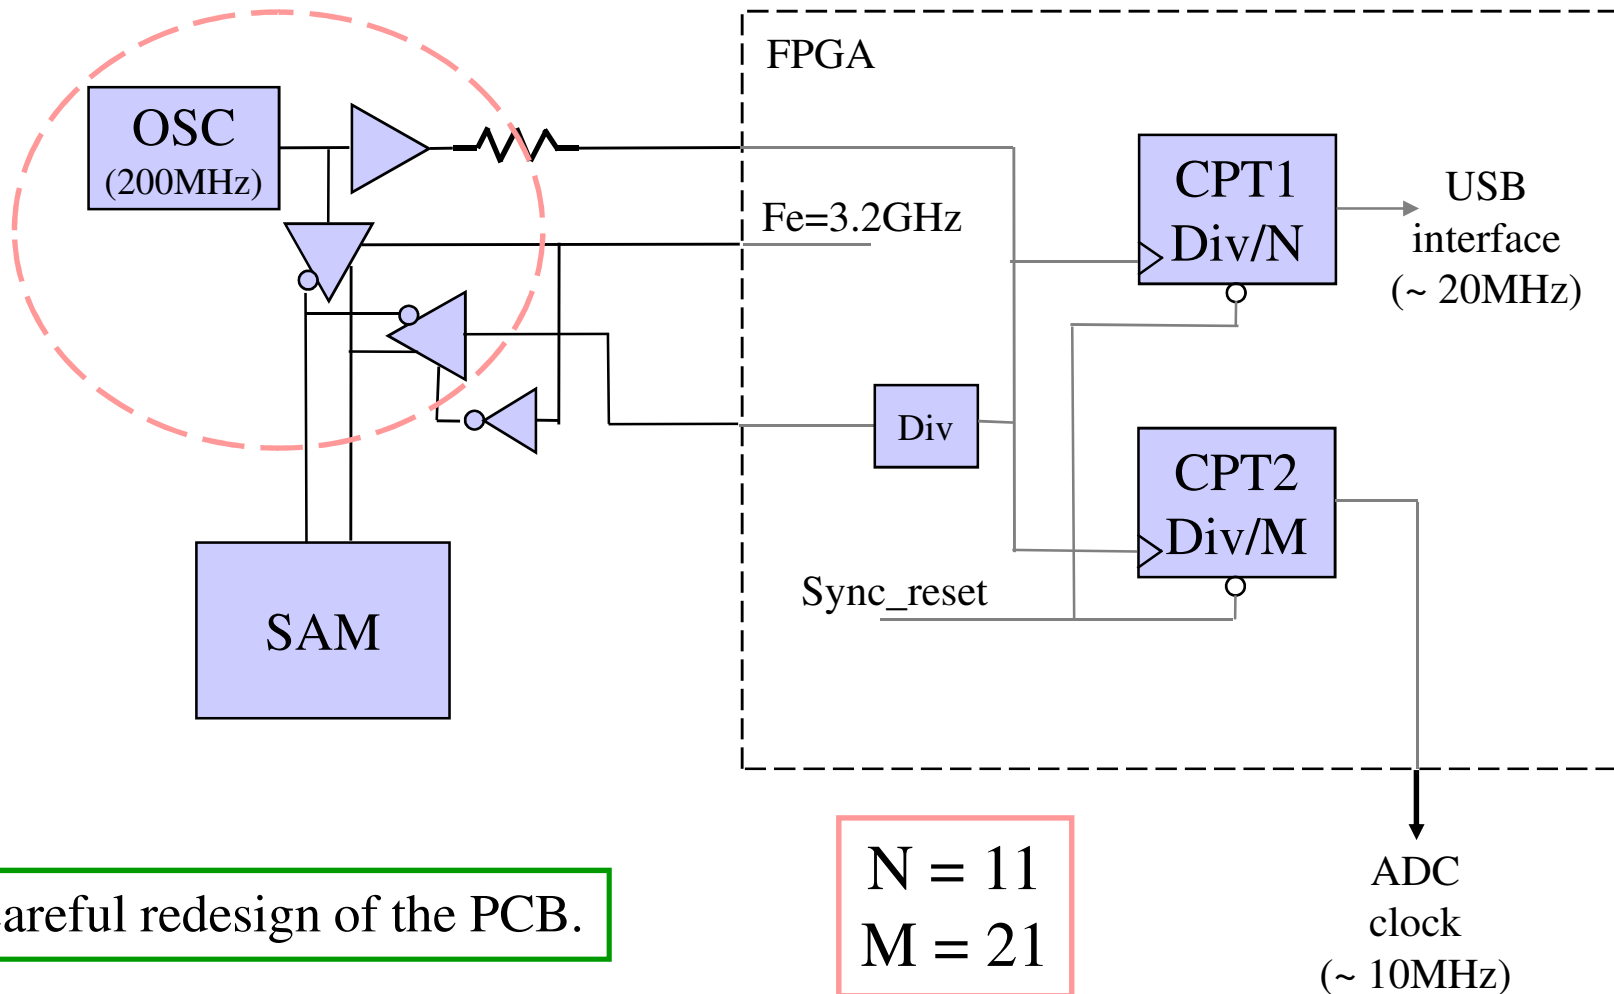 FPGA
OSC
(200MHz)
CPT1
Div/N
USB
interface
(~ 20MHz)
Fe=3.2GHz
Div
CPT2
Div/M
Sync_reset
SAM
N = 11
M = 21
ADC
clock
(~ 10MHz)
redesign of the PCB.